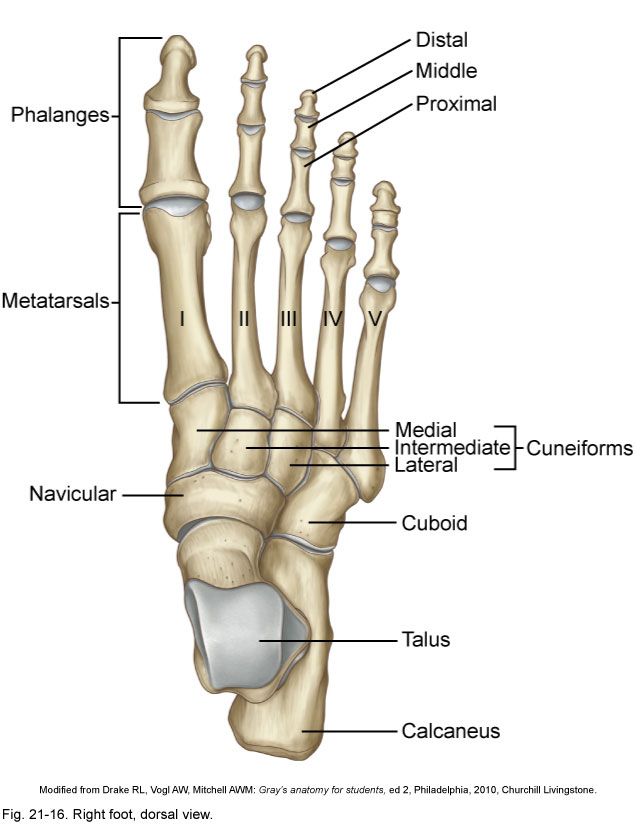 Distal
Middle
Proximal
Phalanges
Metatarsals
I II III IV V
Medial
Intermediate
Lateral
Cuneiforms
Navicular
Cuboid
Talus
Calcaneus
Modified from Drake RL, Vogl AW, Mitchell AWM: Gray's anatomy for students, ed 2, Philadelphia, 2010, Churchill Livingstone.
Fig. 21-16. Right foot, dorsal view.